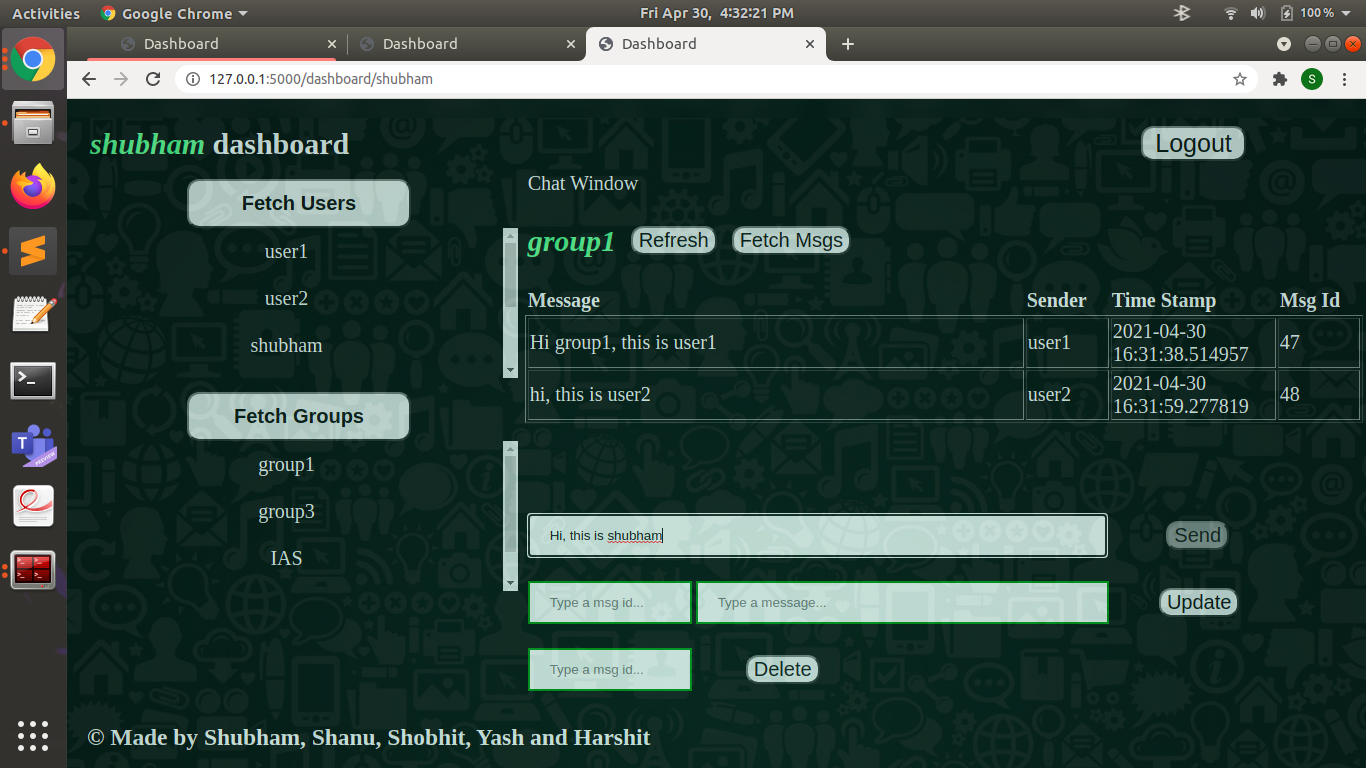 Activities Google Chrome Fri Apr 30, 4:32:21 PM 100 %
Dashboard Dashboard Dashboard
127.0.0.1:5000/dashboard/shubham S
shubham dashboard Logout
Chat Window
Fetch Users
user1
user2
shubham
Fetch Groups
group1
group3
IAS
group1 Refresh Fetch Msgs
Message Sender Time Stamp Msg Id
Hi group1, this is user1 user1 2021-04-30 16:31:38.514957 47
hi, this is user2 user2 2021-04-30 16:31:59.277819 48
Hi, this is shubham Send
Type a msg id... Type a message... Update
Type a msg id... Delete
© Made by Shubham, Shanu, Shobhit, Yash and Harshit
T
PREVIEW